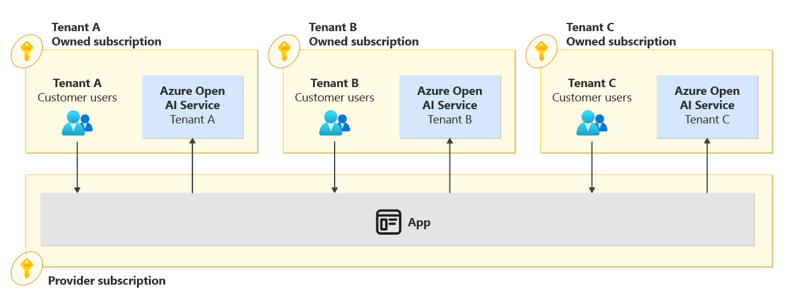 Tenant A
Owned subscription
Tenant B
Owned subscription
Tenant C
Owned subscription
Tenant A
Customer users
Azure Open
AI Service
Tenant A
Tenant B
Customer users
Azure Open
AI Service
Tenant B
Tenant C
Customer users
Azure Open
AI Service
Tenant C
App
Provider subscription